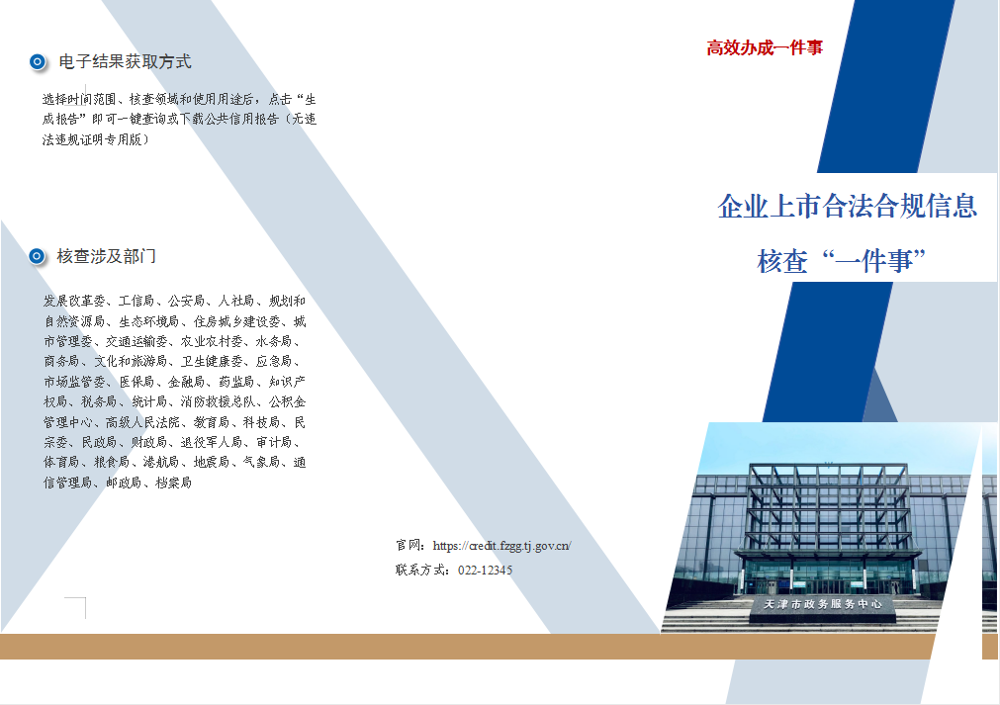 电子结果获取方式
选择时间范围、核查领域和使用用途后，点击“生
成报告”即可一键查询或下载公共信用报告（无违
法违规证明专用版）
核查涉及部门
发展改革委、工信局、公安局、人社局、规划和
自然资源局、生态环境局、住房城乡建设委、城
市管理委、交通运输委、农业农村委、水务局、
商务局、文化和旅游局、卫生健康委、应急局、
市场监管委、医保局、金融局、药监局、知识产
权局、税务局、统计局、消防救援总队、公积金
管理中心、高级人民法院、教育局、科技局、民
宗委、民政局、财政局、退役军人局、审计局、
体育局、粮食局、港航局、地震局、气象局、通
信管理局、邮政局、档案局
官网：https://credit.fzgg.tj.gov.cn/
联系方式：022-12345
高效办成一件事
企业上市合法合规信息
核查“一件事”
天津市政务服务中心